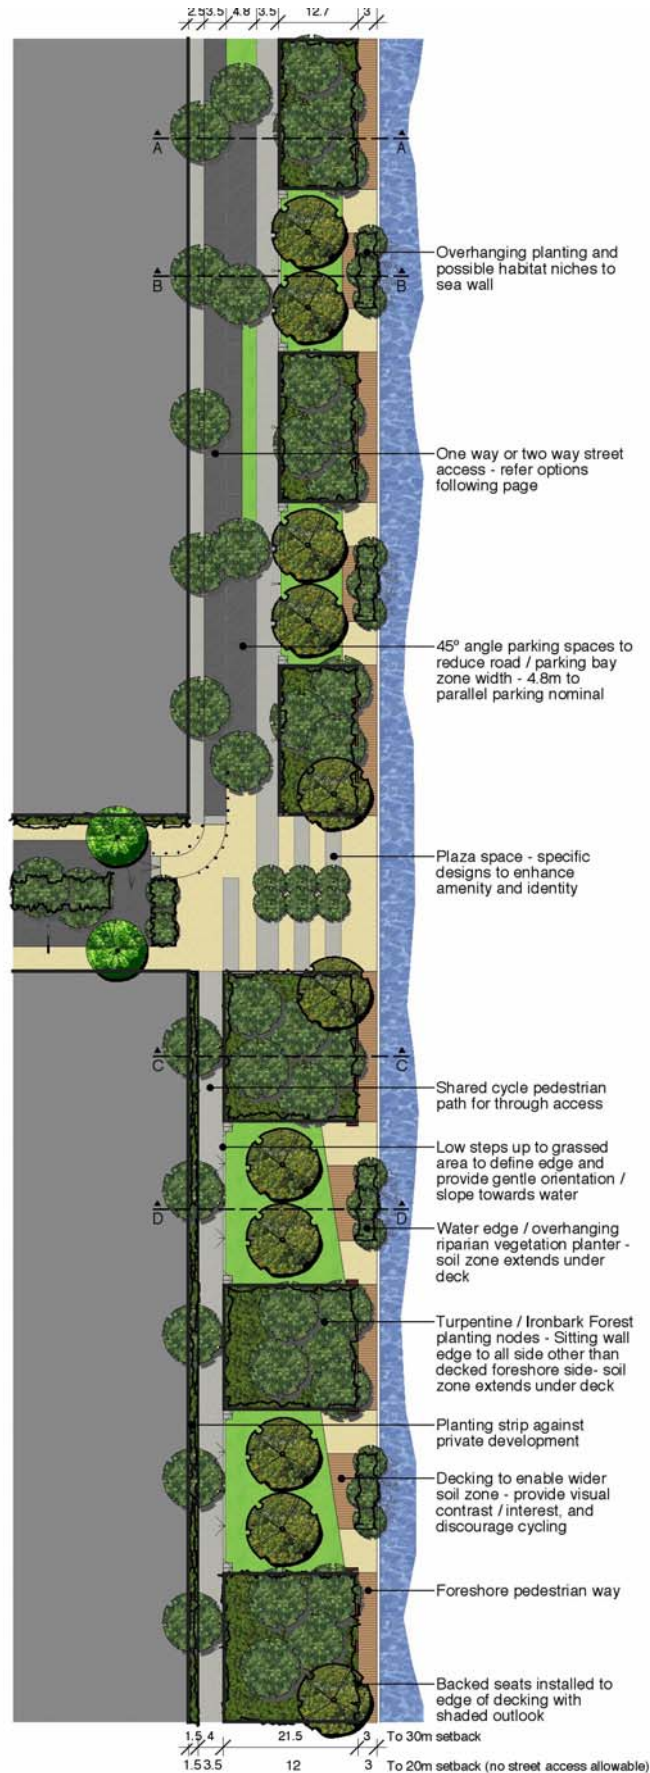 2.5 3.5 4.8 3.5 12.7 3
A A
B B
Overhanging planting and
possible habitat niches to
sea wall
One way or two way street
access - refer options
following page
45º angle parking spaces to
reduce road / parking bay
zone width - 4.8m to
parallel parking nominal
Plaza space - specific
designs to enhance
amenity and identity
C C
Shared cycle pedestrian
path for through access
Low steps up to grassed
area to define edge and
provide gentle orientation /
slope towards water
D D
Water edge / overhanging
riparian vegetation planter -
soil zone extends under
deck
Turpentine / Ironbark Forest
planting nodes - Sitting wall
edge to all side other than
decked foreshore side- soil
zone extends under deck
Planting strip against
private development
Decking to enable wider
soil zone - provide visual
contrast / interest, and
discourage cycling
Foreshore pedestrian way
Backed seats installed to
edge of decking with
shaded outlook
1.5 4 21.5 3 To 30m setback
1.5 3.5 12 3 To 20m setback (no street access allowable)